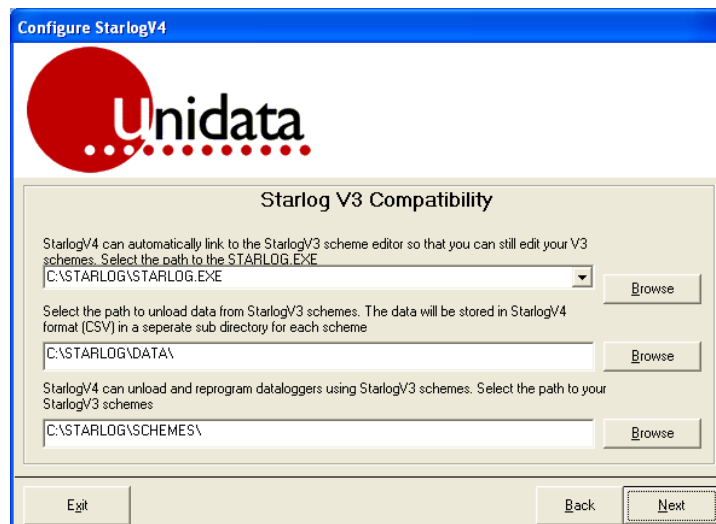 Configure StarlogV4
Unidata
Starlog V3 Compatibility
StarlogV4 can automatically link to the StarlogV3 scheme editor so that you can still edit your V3
schemes. Select the path to the STARLOG.EXE
C:\STARLOG\STARLOG.EXE
Browse
Select the path to unload data from StarlogV3 schemes. The data will be stored in StarlogV4
format (CSV) in a seperate sub directory for each scheme
C:\STARLOG\DATA\
Browse
StarlogV4 can unload and reprogram dataloggers using StarlogV3 schemes. Select the path to your
StarlogV3 schemes
C:\STARLOG\SCHEMES\
Browse
Exit
Back
Next